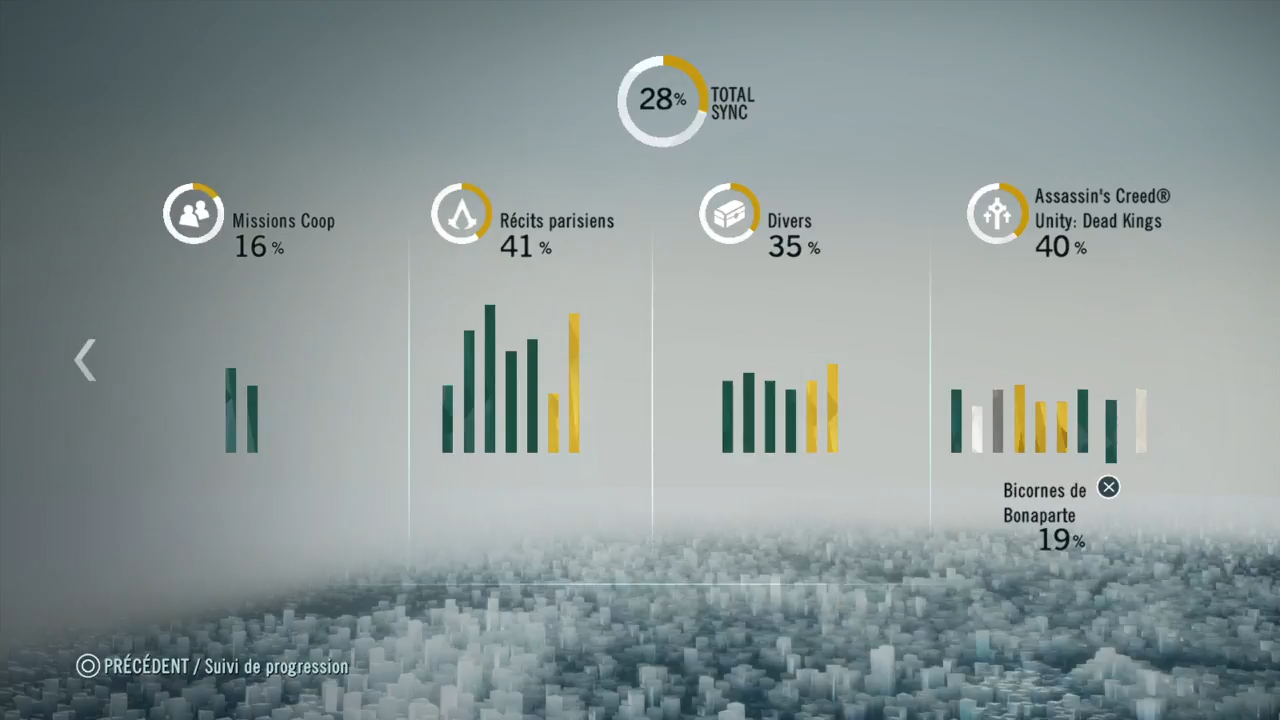 28%
TOTAL
SYNC
Missions Coop
16 %
Récits parisiens
41 %
Divers
35 %
Assassin's Creed®
Unity: Dead Kings
40 %
Bicornes de
Bonaparte
19%
PRÉCÉDENT / Suivi de progression